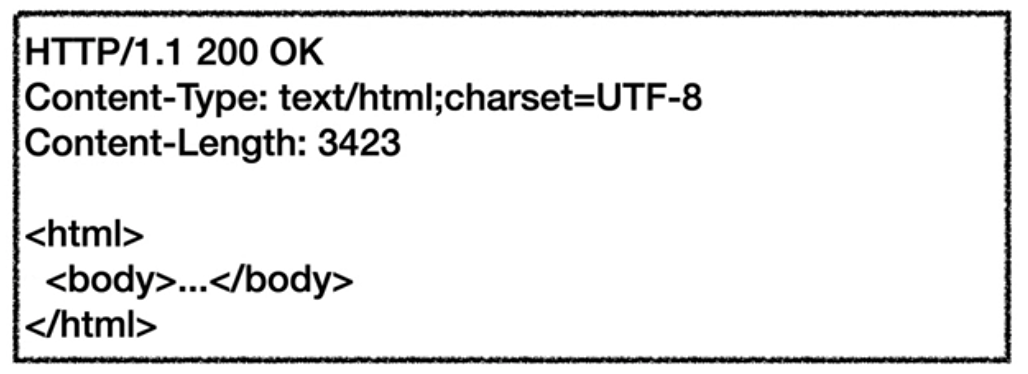 HTTP/1.1 200 OK
Content-Type: text/html;charset=UTF-8
Content-Length: 3423

<html>
  <body>...</body>
</html>